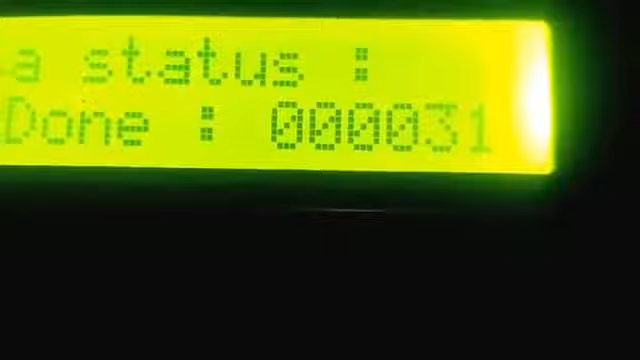 a status :
Done : 000031